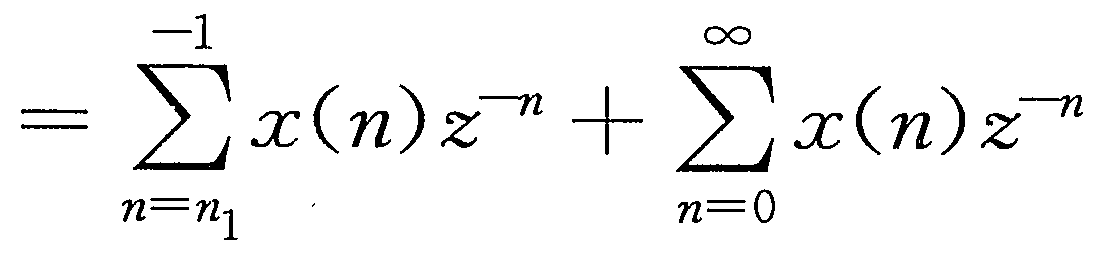 $= \sum_{n=n_1}^{-1} x(n) z^{-n} + \sum_{n=0}^{\infty} x(n) z^{-n}$